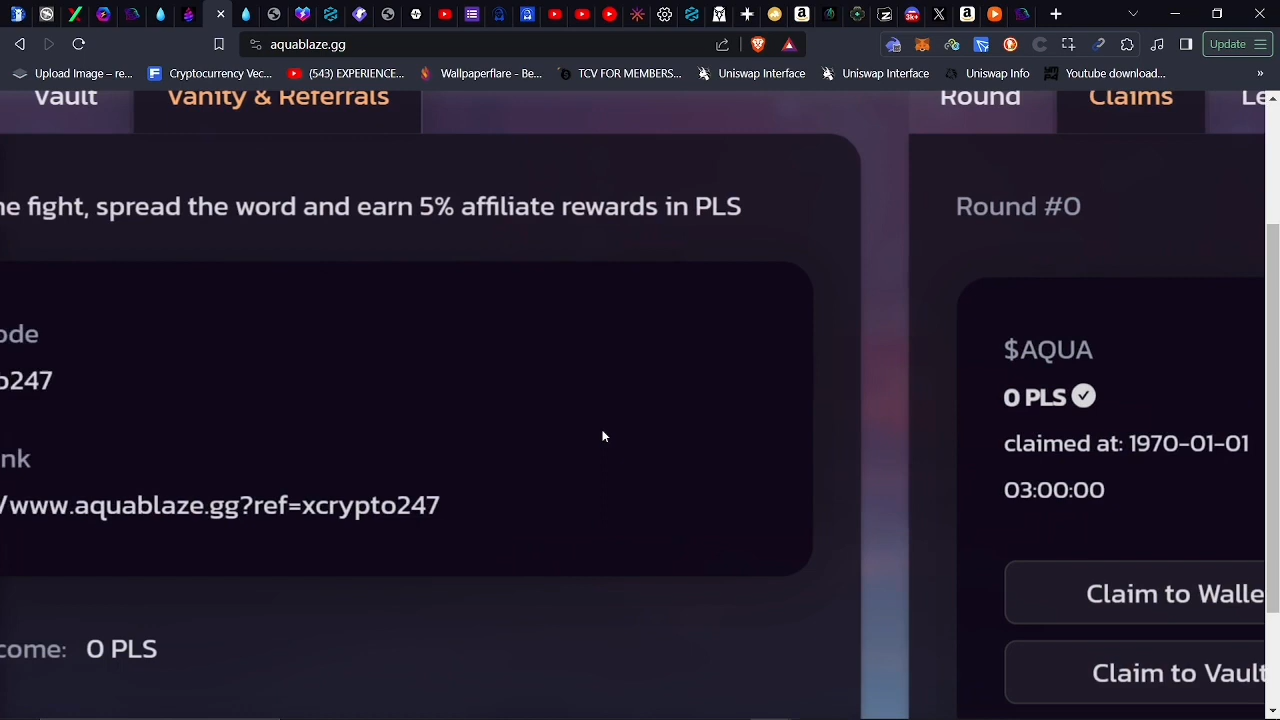 aquablaze.gg
Update
Upload Image – re...
Cryptocurrency Vec...
(543) EXPERIENCE...
Wallpaperflare - Be...
TCV FOR MEMBERS...
Uniswap Interface
Uniswap Interface
Uniswap Info
Youtube download...
»
3k+
Vault
Vanity & Referrals
Round
Claims
Le
he fight, spread the word and earn 5% affiliate rewards in PLS
ode
o247
nk
/www.aquablaze.gg?ref=xcrypto247
come: 0 PLS
Round #0
$AQUA
0 PLS
claimed at: 1970-01-01
03:00:00
Claim to Walle
Claim to Vault